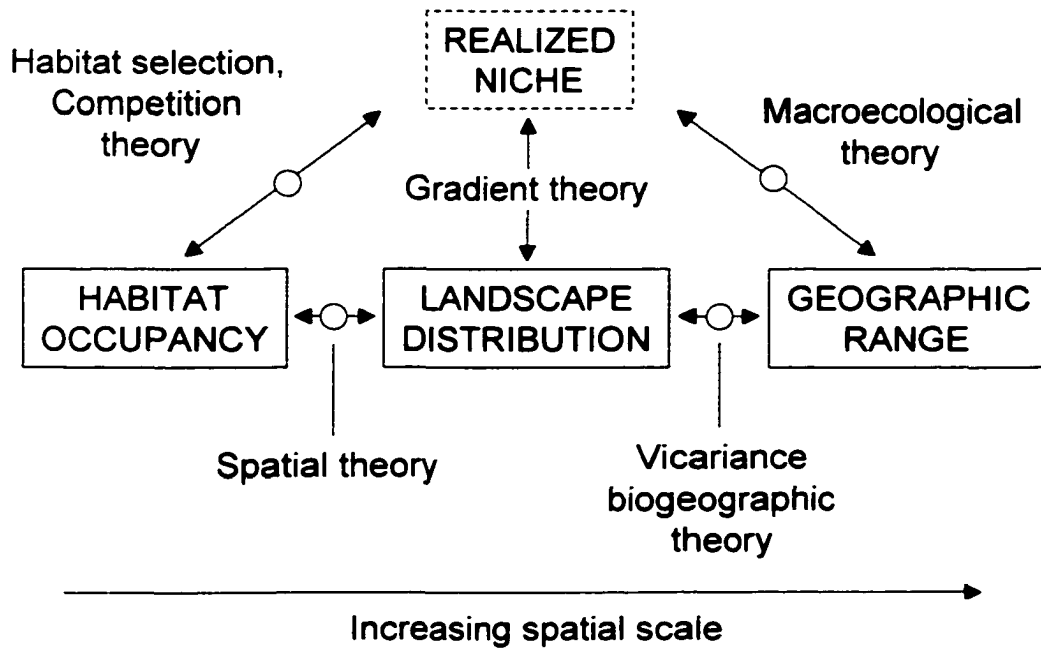 REALIZED
NICHE
Habitat selection,
Competition
theory
Macroecological
theory
Gradient theory
HABITAT
OCCUPANCY
LANDSCAPE
DISTRIBUTION
GEOGRAPHIC
RANGE
Spatial theory
Vicariance
biogeographic
theory
Increasing spatial scale